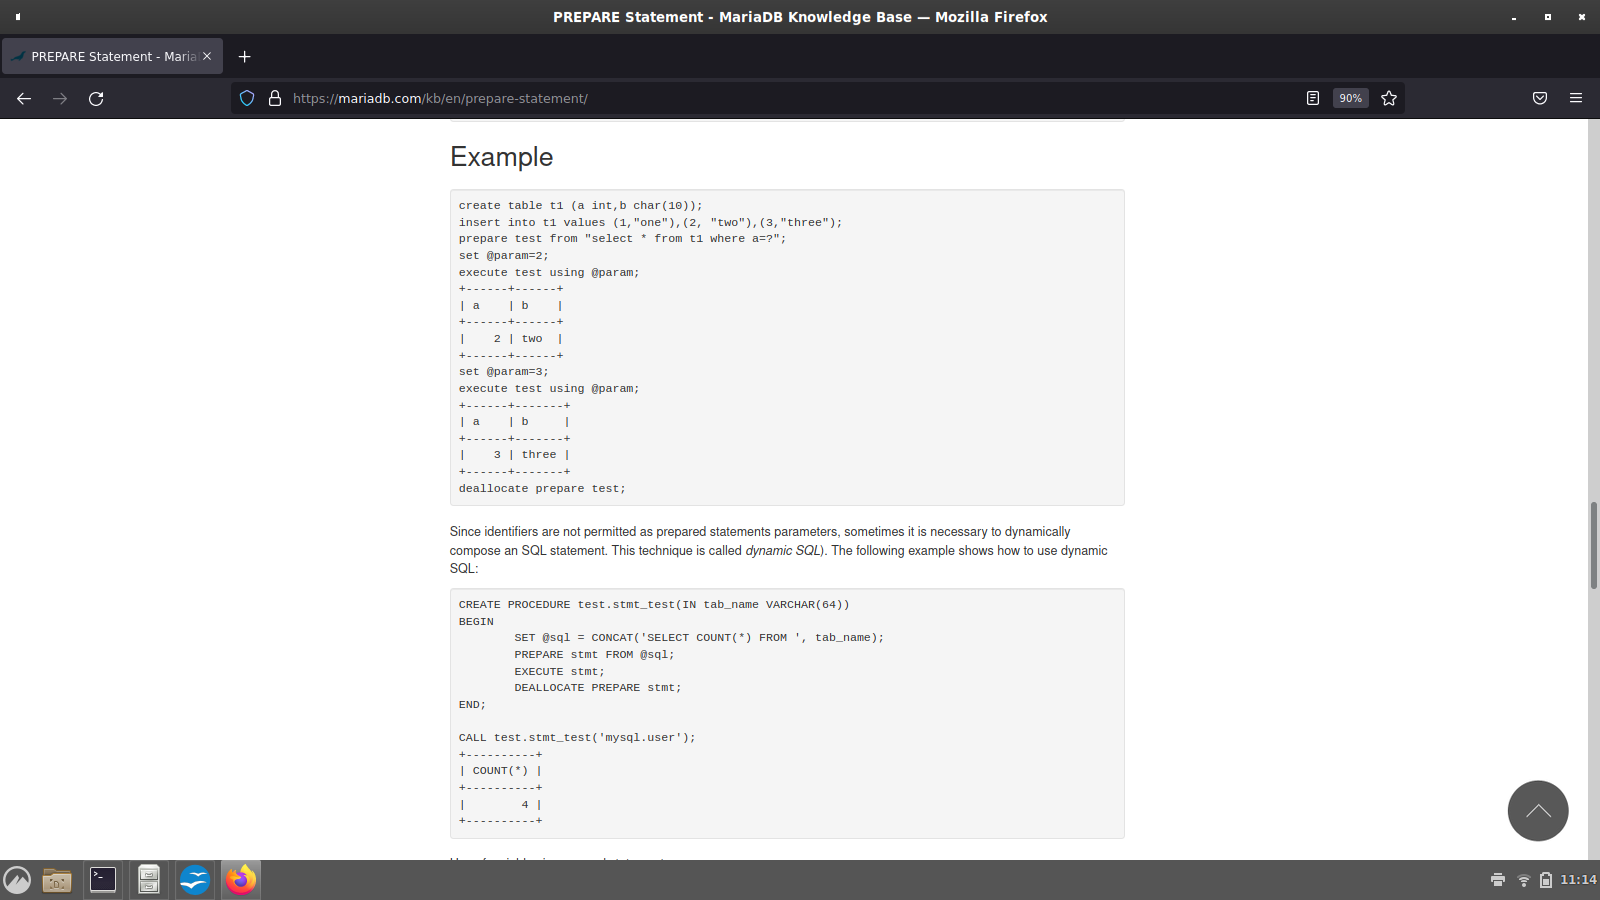 PREPARE Statement - MariaDB Knowledge Base — Mozilla Firefox
PREPARE Statement - Maria
https://mariadb.com/kb/en/prepare-statement/
90%
Example
create table t1 (a int,b char(10));
insert into t1 values (1,"one"),(2, "two"),(3,"three");
prepare test from "select * from t1 where a=?";
set @param=2;
execute test using @param;
+------+------+
| a    | b    |
+------+------+
|    2 | two  |
+------+------+
set @param=3;
execute test using @param;
+------+-------+
| a    | b     |
+------+-------+
|    3 | three |
+------+-------+
deallocate prepare test;
Since identifiers are not permitted as prepared statements parameters, sometimes it is necessary to dynamically
compose an SQL statement. This technique is called dynamic SQL). The following example shows how to use dynamic
SQL:
CREATE PROCEDURE test.stmt_test(IN tab_name VARCHAR(64))
BEGIN
        SET @sql = CONCAT('SELECT COUNT(*) FROM ', tab_name);
        PREPARE stmt FROM @sql;
        EXECUTE stmt;
        DEALLOCATE PREPARE stmt;
END;
CALL test.stmt_test('mysql.user');
+----------+
| COUNT(*) |
+----------+
|        4 |
+----------+
11:14